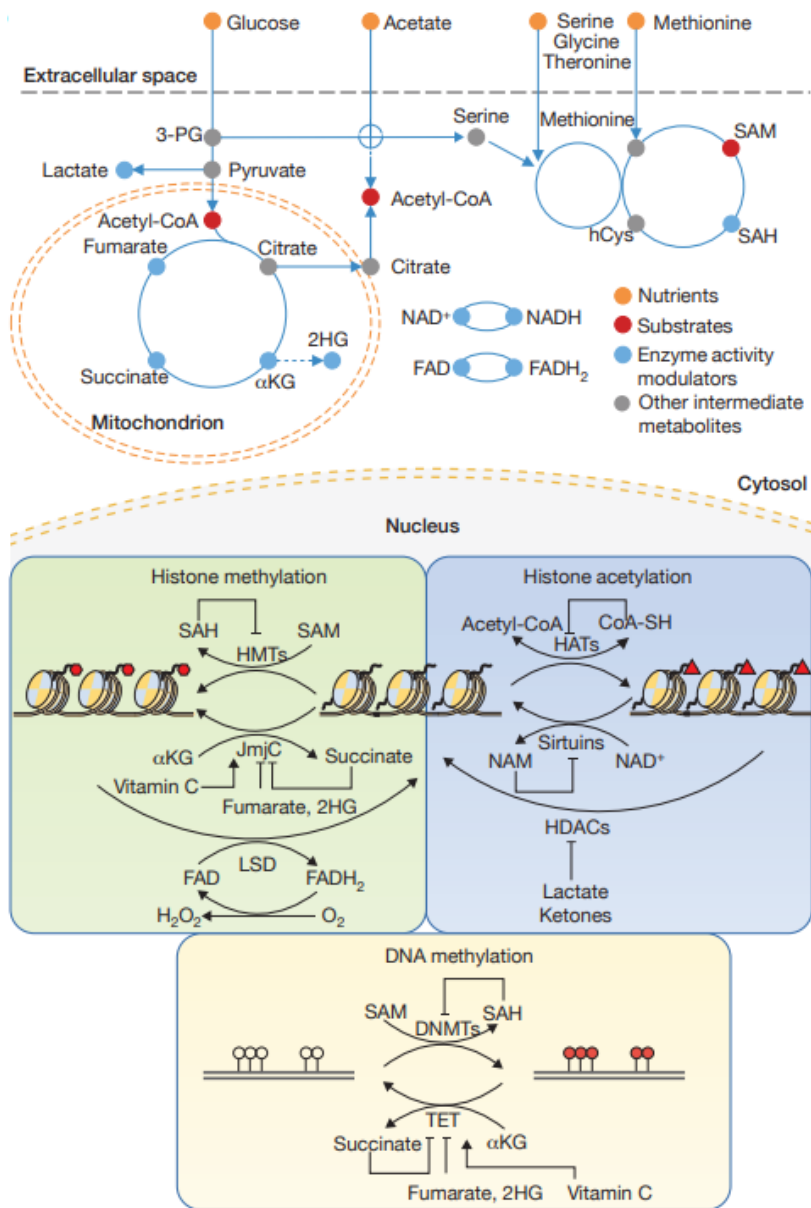 Glucose
Acetate
Serine
Glycine
Theronine
Methionine
Extracellular space
3-PG
Serine
Methionine
SAM
Lactate
Pyruvate
Acetyl-CoA
Acetyl-CoA
Fumarate
Citrate
hCys
SAH
Citrate
NAD⁺
NADH
2HG
Succinate
αKG
FAD
FADH₂
Mitochondrion
Nutrients
Substrates
Enzyme activity
modulators
Other intermediate
metabolites
Cytosol
Nucleus
Histone methylation
SAH
SAM
HMTs
αKG
JmjC
Succinate
Vitamin C
Fumarate, 2HG
LSD
FAD
FADH₂
H₂O₂
O₂
Histone acetylation
Acetyl-CoA
CoA-SH
HATs
Sirtuins
NAM
NAD⁺
HDACs
Lactate
Ketones
DNA methylation
SAM
SAH
DNMTs
TET
Succinate
αKG
Fumarate, 2HG
Vitamin C